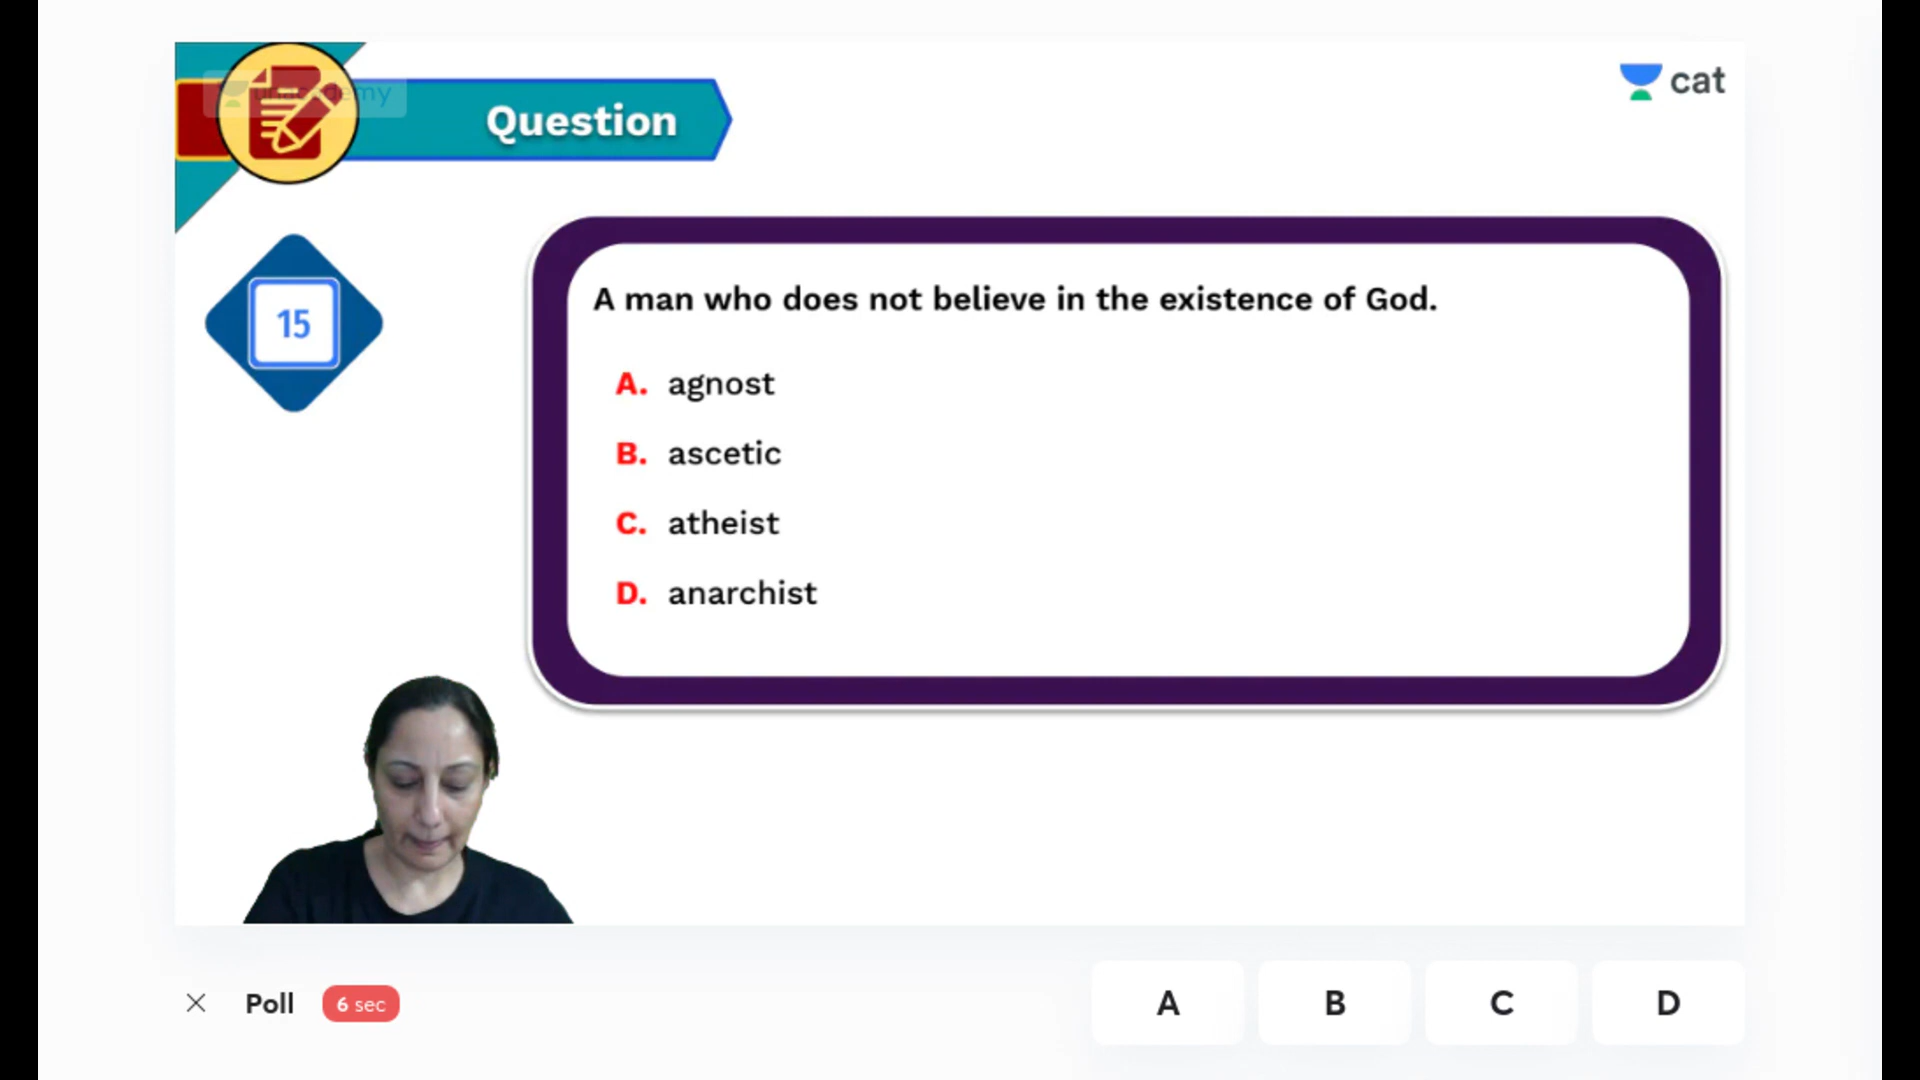 unacademy
Question
cat
15
A man who does not believe in the existence of God.
A. agnost
B. ascetic
C. atheist
D. anarchist
Poll
6 sec
A
B
C
D